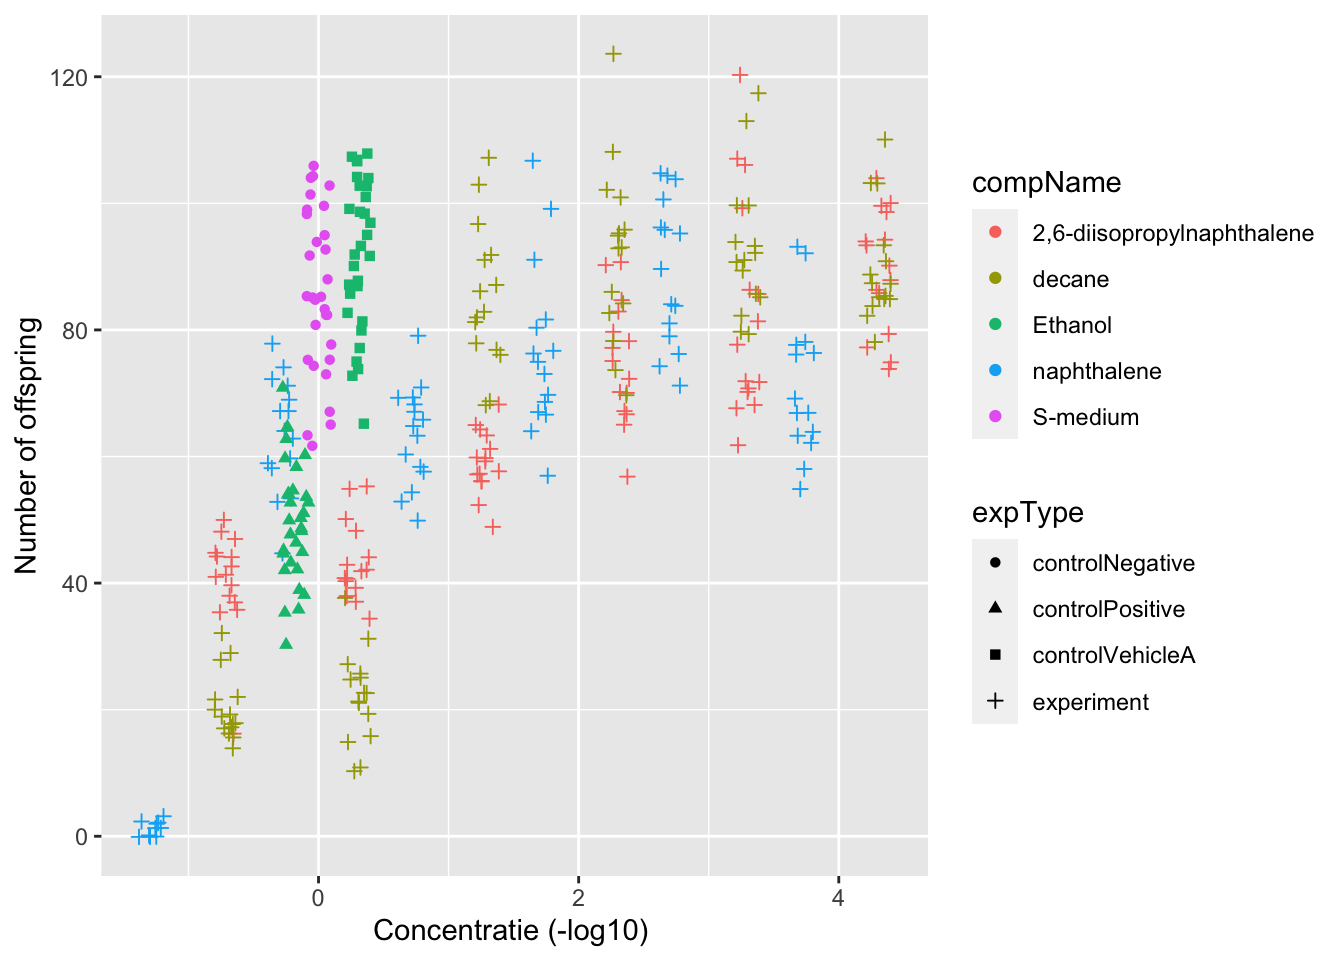 120
80
40
0
0
2
4
Number of offspring
Concentratie (-log10)
compName
2,6-diisopropylnaphthalene
decane
Ethanol
naphthalene
S-medium
expType
controlNegative
controlPositive
controlVehicleA
experiment